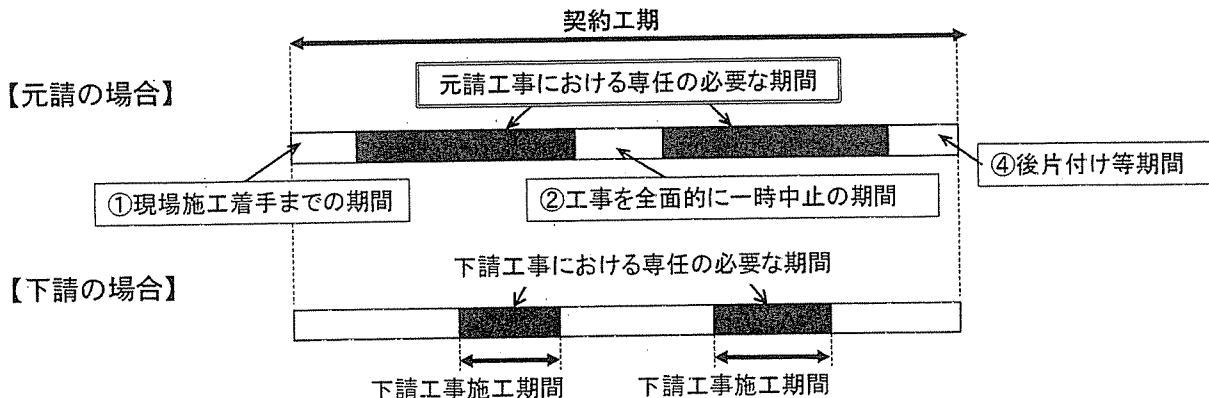 契約工期
【元請の場合】
元請工事における専任の必要な期間
④後片付け等期間
①現場施工着手までの期間
②工事を全面的に一時中止の期間
下請工事における専任の必要な期間
【下請の場合】
下請工事施工期間
下請工事施工期間